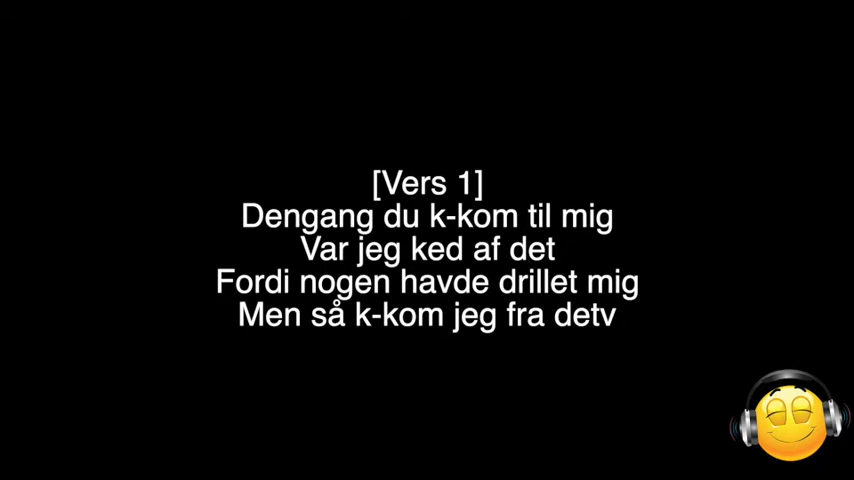 [Vers 1]
Dengang du k-kom til mig
Var jeg ked af det
Fordi nogen havde drillet mig
Men så k-kom jeg fra detv